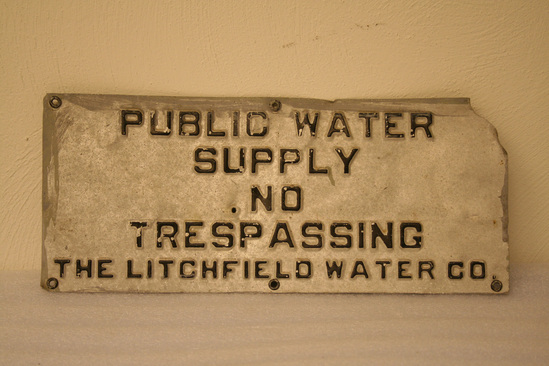 PUBLIC WATER
SUPPLY
NO
TRESPASSING
THE LITCHFIELD WATER CO.